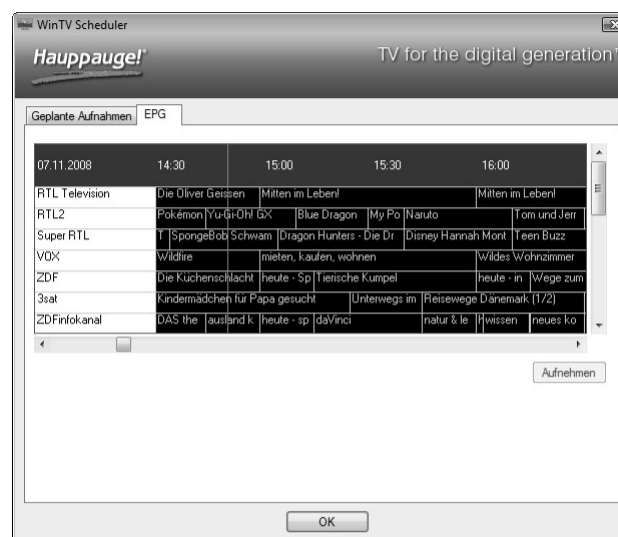 WinTV Scheduler
Hauppauge!
TV for the digital generation
Geplante Aufnahmen EPG
07.11.2008 14:30 15:00 15:30 16:00
RTL Television Die Oliver Geissen Mitten im Leben! Mitten im Leben!
RTL2 Pokémon Yu-Gi-Oh! GX Blue Dragon My Po Naruto Tom und Jerr
Super RTL T SpongeBob Schwam Dragon Hunters - Die Dr Disney Hannah Mont Teen Buzz
VOX Wildfire mieten, kaufen, wohnen Wildes Wohnzimmer
ZDF Die Küchenschlacht heute - Sp Tierische Kumpel heute - in Wege zum
3sat Kindermädchen für Papa gesucht Unterwegs im Reisewege Dänemark (1/2)
ZDFinfokanal DAS the ausland k heute - sp daVinci natur & le H wissen neues ko
Aufnehmen
OK